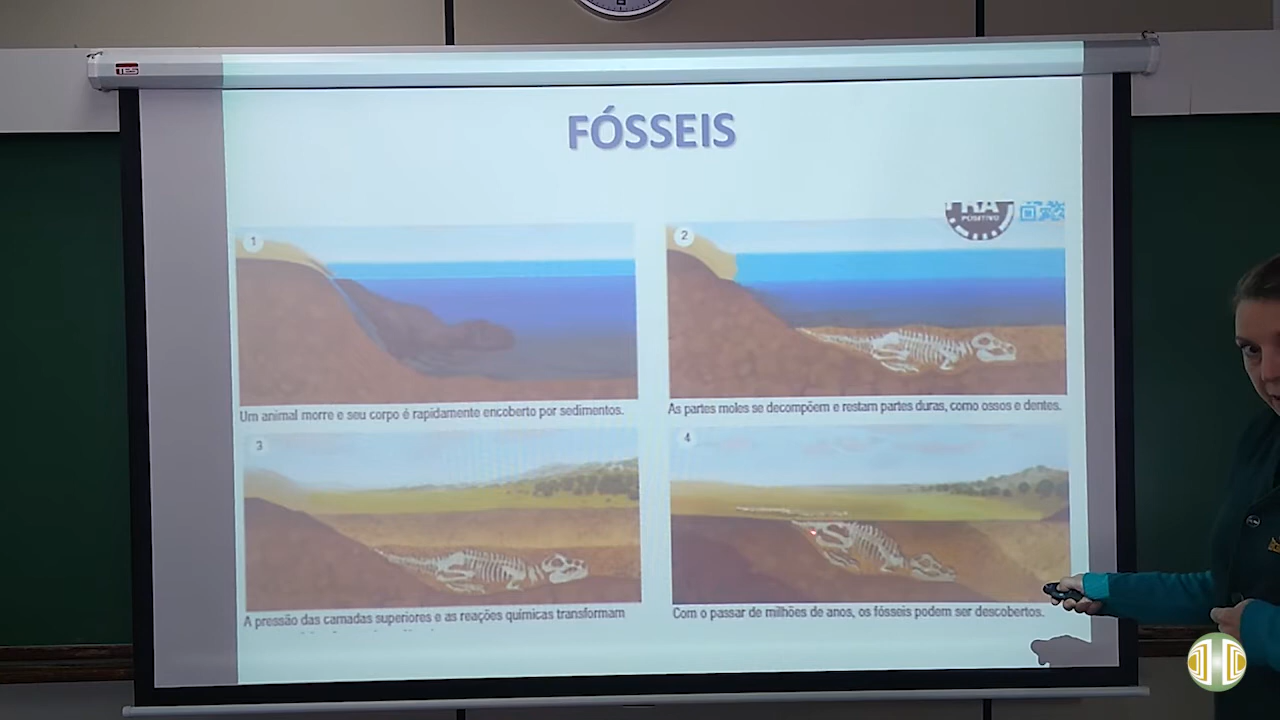 TES
FÓSSEIS
POSITIVO
1
2
Um animal morre e seu corpo é rapidamente encoberto por sedimentos.
As partes moles se decompõem e restam partes duras, como ossos e dentes.
3
4
A pressão das camadas superiores e as reações químicas transformam
Com o passar de milhões de anos, os fósseis podem ser descobertos.